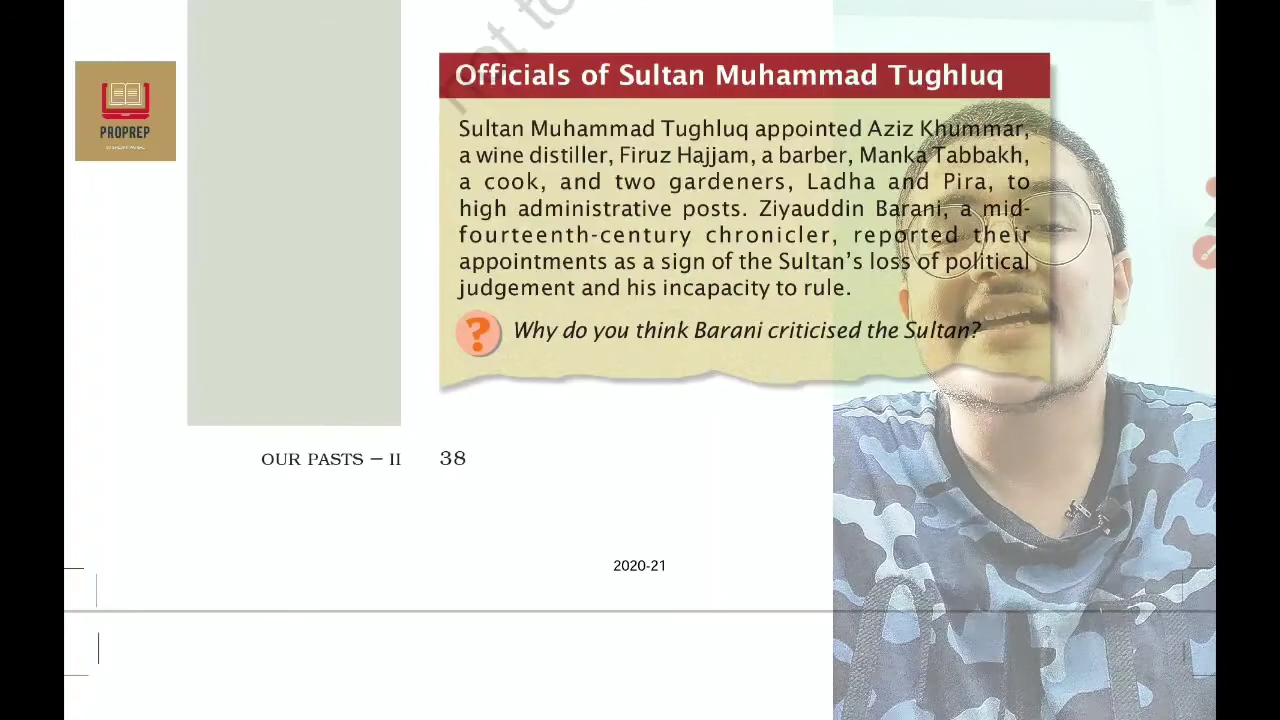 not to
PROPREP
Officials of Sultan Muhammad Tughluq
Sultan Muhammad Tughluq appointed Aziz Khummar,
a wine distiller, Firuz Hajjam, a barber, Manka Tabbakh,
a cook, and two gardeners, Ladha and Pira, to
high administrative posts. Ziyauddin Barani, a mid-
fourteenth-century chronicler, reported their
appointments as a sign of the Sultan's loss of political
judgement and his incapacity to rule.
? Why do you think Barani criticised the Sultan?
OUR PASTS – II 38
2020-21